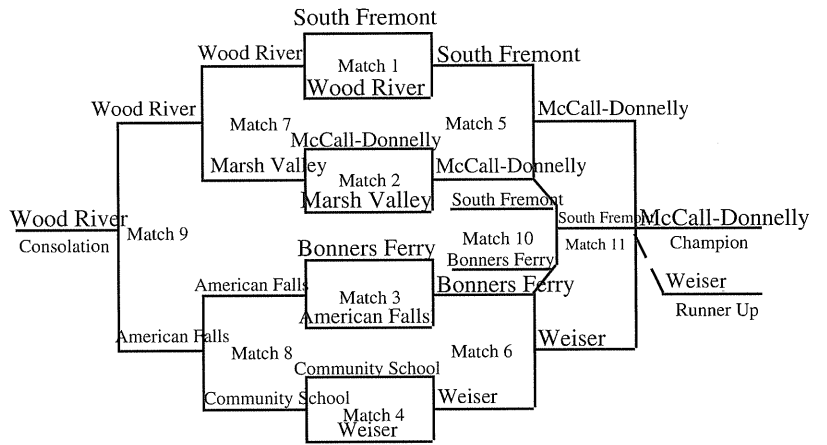 South Fremont
Wood River
Match 1
South Fremont
Wood River
Wood River
Match 7
McCall-Donnelly
Match 5
McCall-Donnelly
Marsh Valley
Match 2
McCall-Donnelly
Marsh Valley
South Fremont
Wood River
Consolation
Match 9
Match 10
South Fremont
Match 11
McCall-Donnelly
Champion
Bonners Ferry
Bonners Ferry
American Falls
Match 3
Bonners Ferry
Weiser
Runner Up
American Falls
American Falls
Match 8
Match 6
Weiser
Community School
Community School
Match 4
Weiser
Weiser